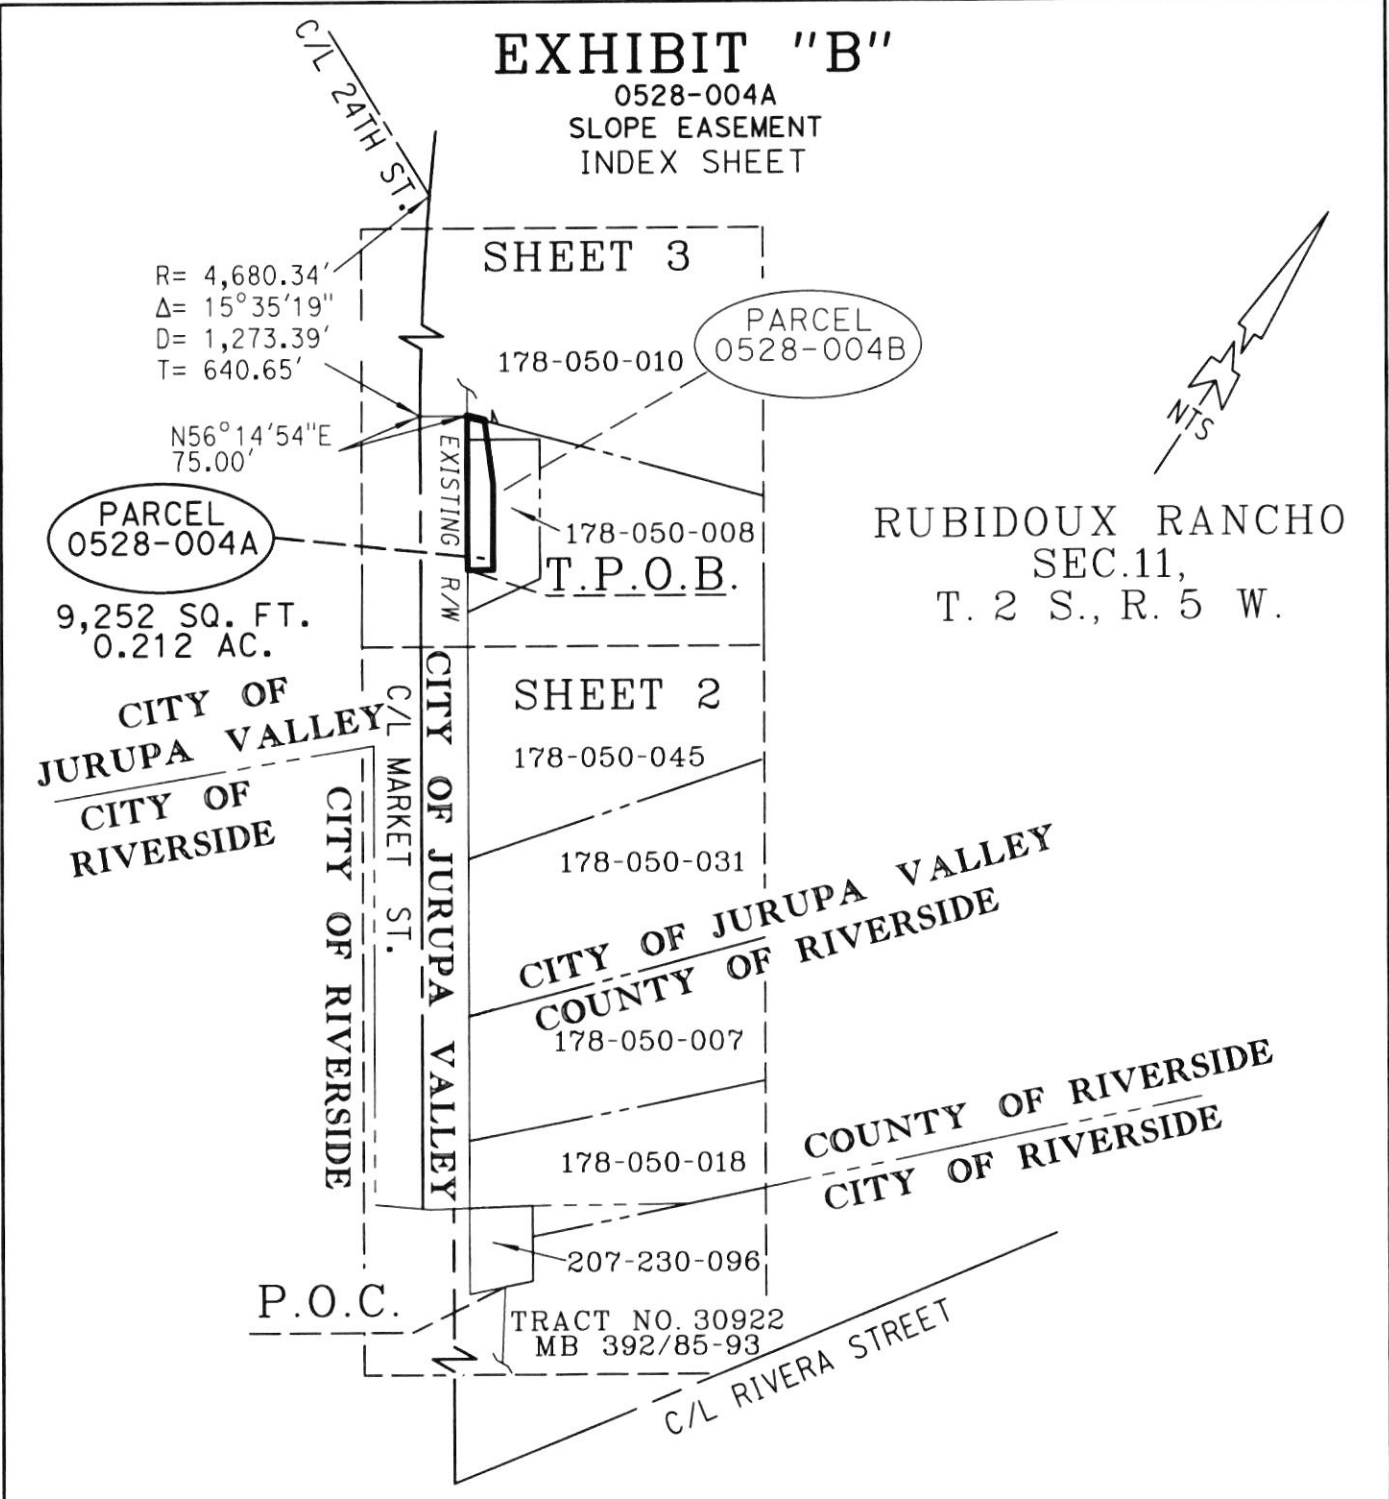 EXHIBIT "B"
0528-004A
SLOPE EASEMENT
INDEX SHEET
C/L 24TH ST.
SHEET 3
R= 4,680.34'
Δ= 15°35'19"
D= 1,273.39'
T= 640.65'
N56°14'54"E
75.00'
178-050-010
PARCEL
0528-004B
NTS
EXISTING R/W
PARCEL
0528-004A
9,252 SQ. FT.
0.212 AC.
178-050-008
T.P.O.B.
RUBIDOUX RANCHO
SEC.11,
T. 2 S., R. 5 W.
CITY OF
JURUPA VALLEY
CITY OF
RIVERSIDE
CITY OF RIVERSIDE
C/L MARKET ST.
CITY OF JURUPA VALLEY
SHEET 2
178-050-045
178-050-031
CITY OF JURUPA VALLEY
COUNTY OF RIVERSIDE
178-050-007
COUNTY OF RIVERSIDE
CITY OF RIVERSIDE
178-050-018
207-230-096
P.O.C.
TRACT NO. 30922
MB 392/85-93
C/L RIVERA STREET